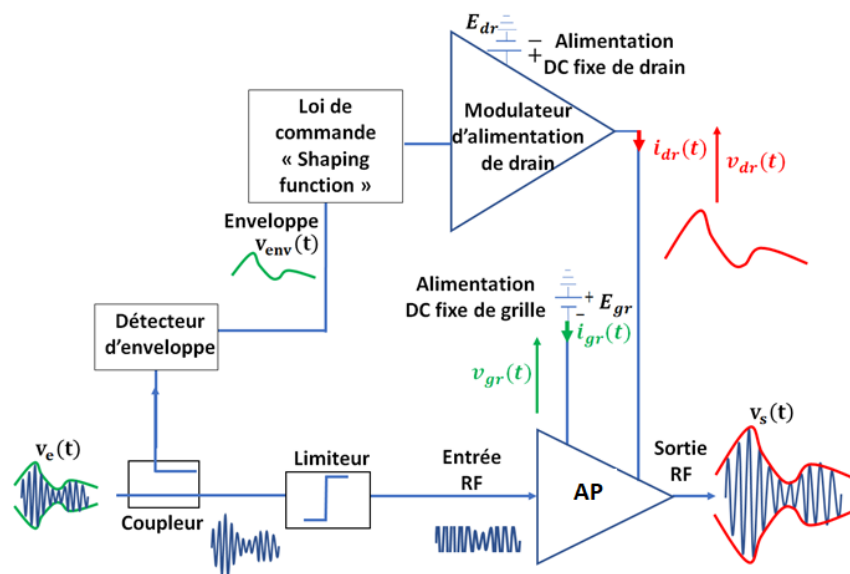 E_dr
Alimentation
DC fixe de drain
− +
Loi de
commande
« Shaping
function »
Modulateur
d'alimentation
de drain
i_dr(t)
v_dr(t)
Enveloppe
v_env(t)
Alimentation
DC fixe de grille
+ −
E_gr
i_gr(t)
v_gr(t)
Détecteur
d'enveloppe
v_e(t)
Coupleur
Limiteur
Entrée
RF
AP
Sortie
RF
v_s(t)